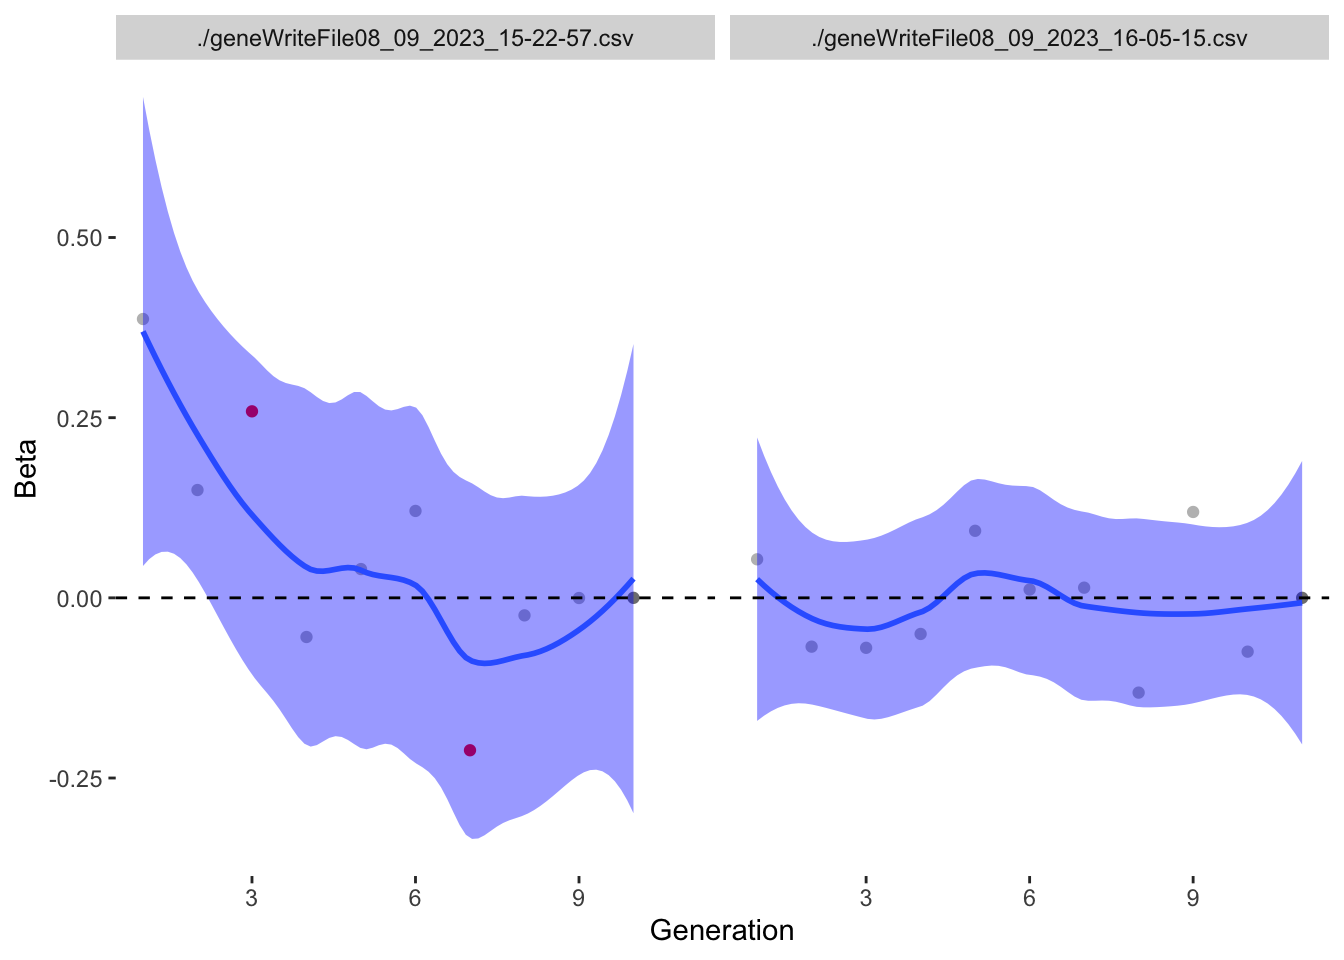 ./geneWriteFile08_09_2023_15-22-57.csv
./geneWriteFile08_09_2023_16-05-15.csv
0.50
0.25
0.00
-0.25
Beta
3
6
9
3
6
9
Generation